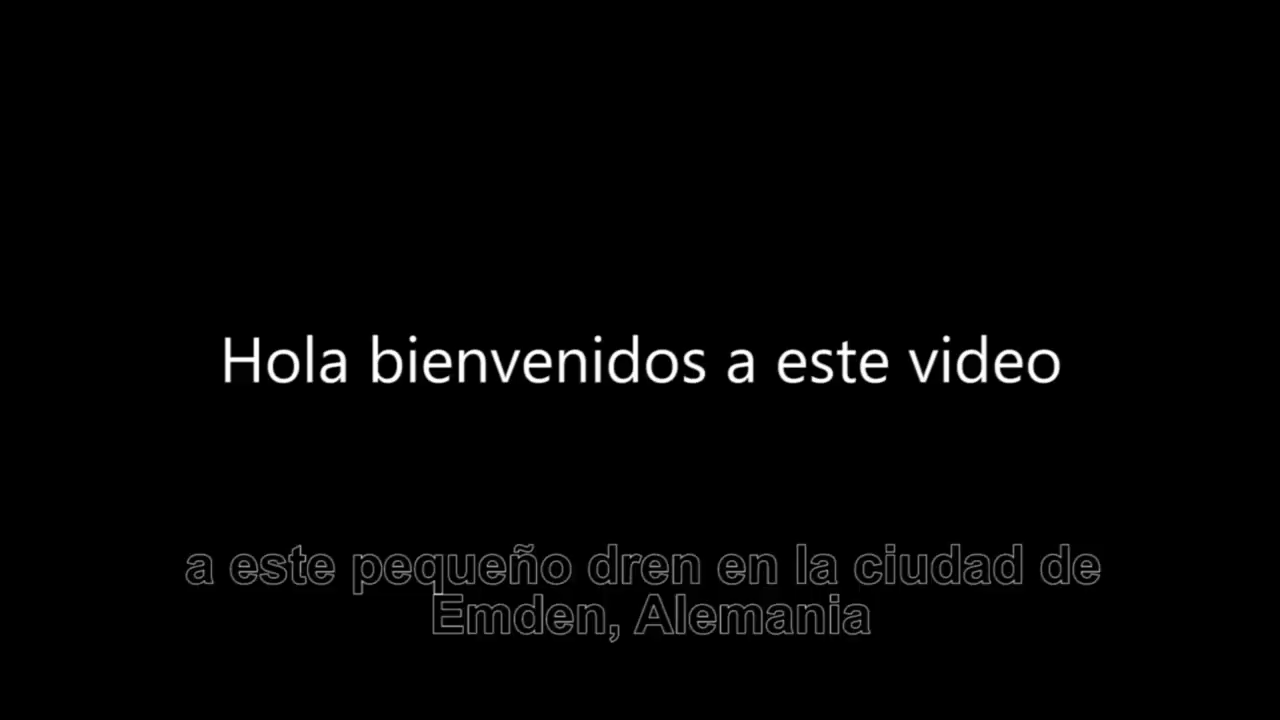 Hola bienvenidos a este video
a este pequeño dren en la ciudad de
Emden, Alemania